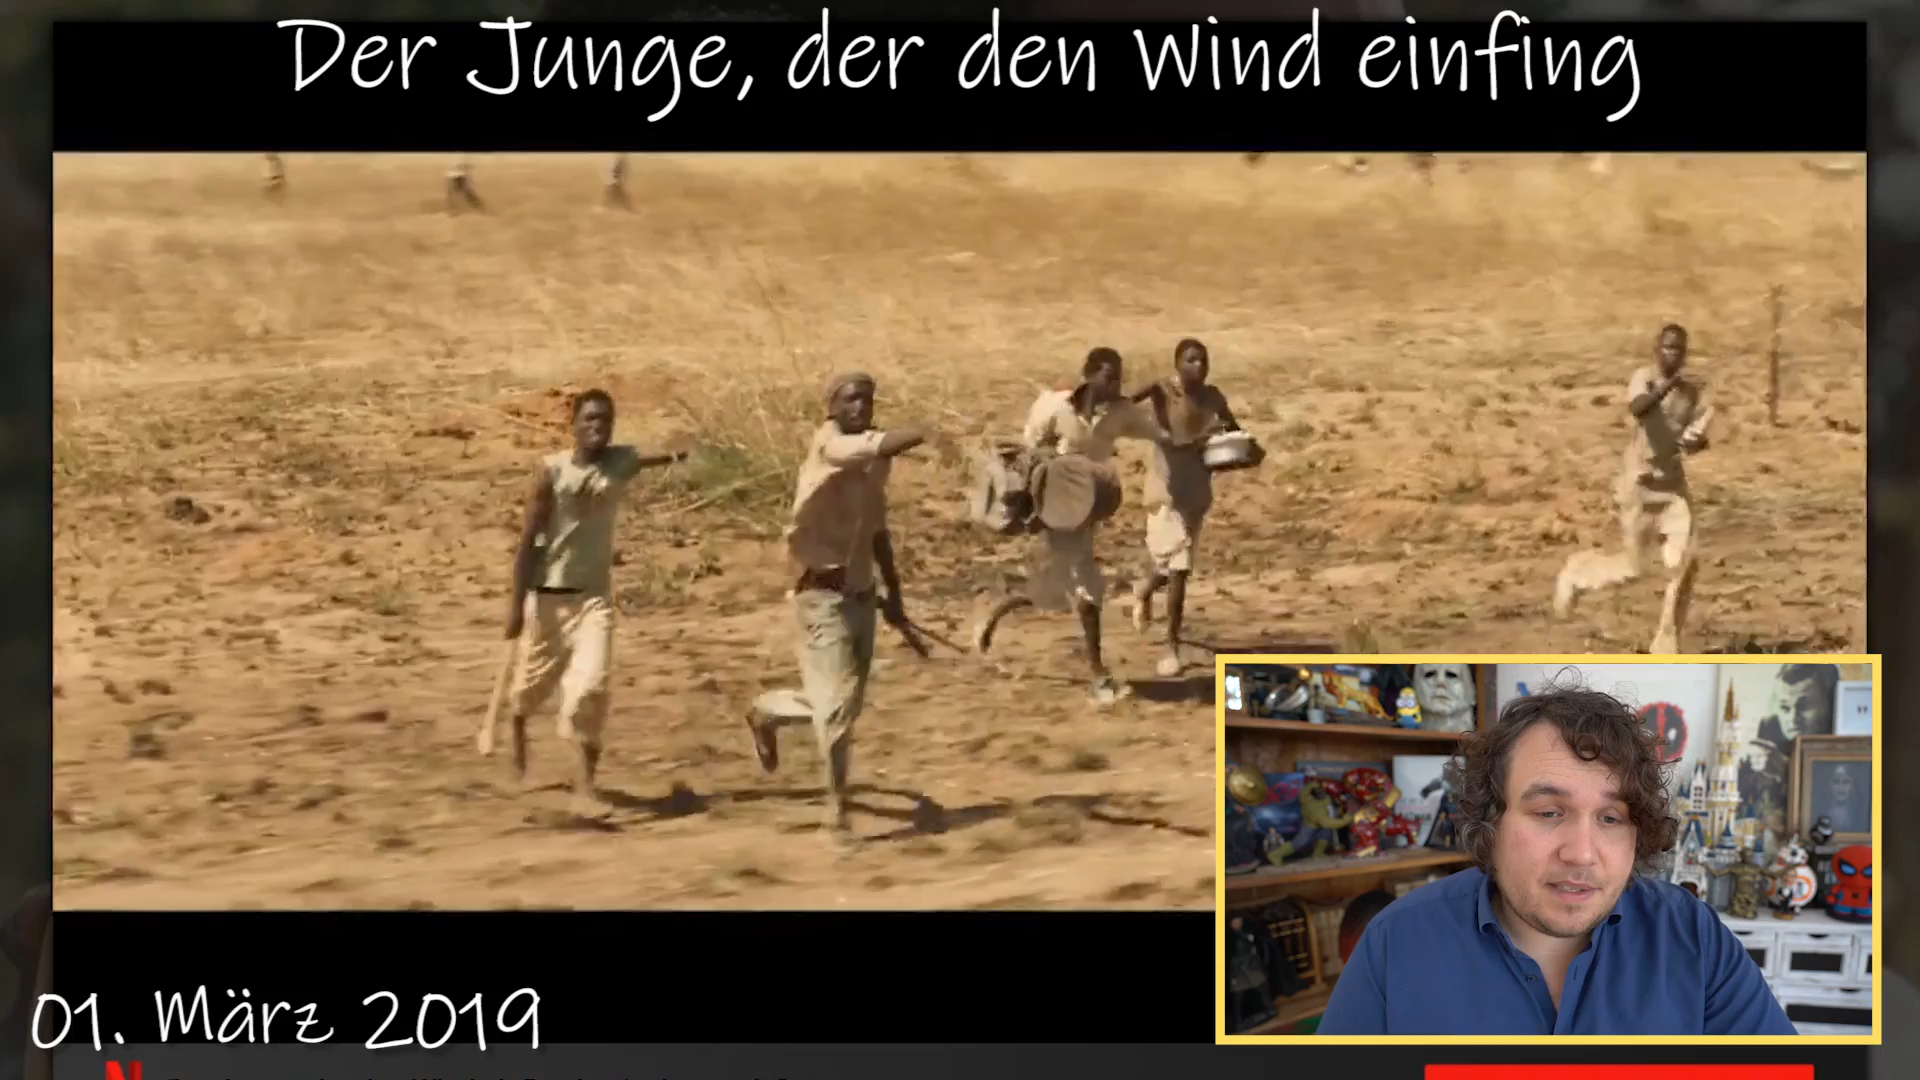 Der Junge, der den Wind einfing
01. März 2019